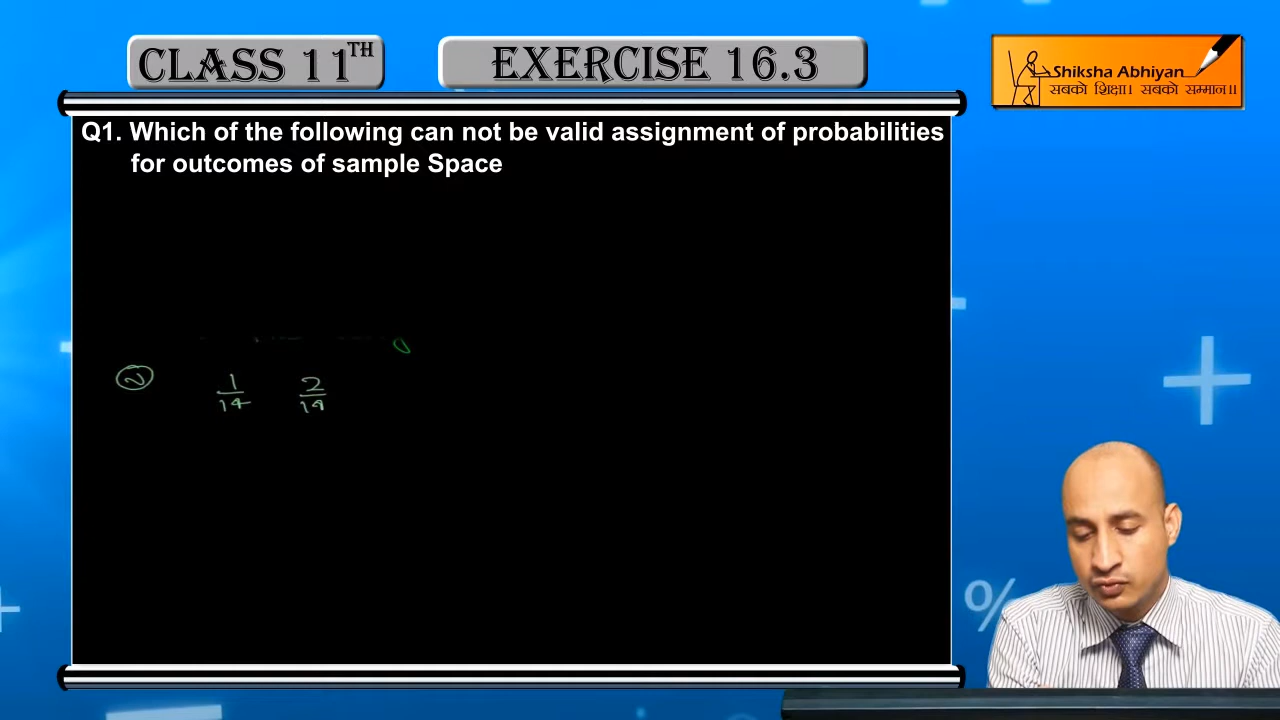 CLASS 11TH
EXERCISE 16.3
Shiksha Abhiyan
सबको शिक्षा। सबको सम्मान।।
Q1. Which of the following can not be valid assignment of probabilities
for outcomes of sample Space
1/14 2/14
%